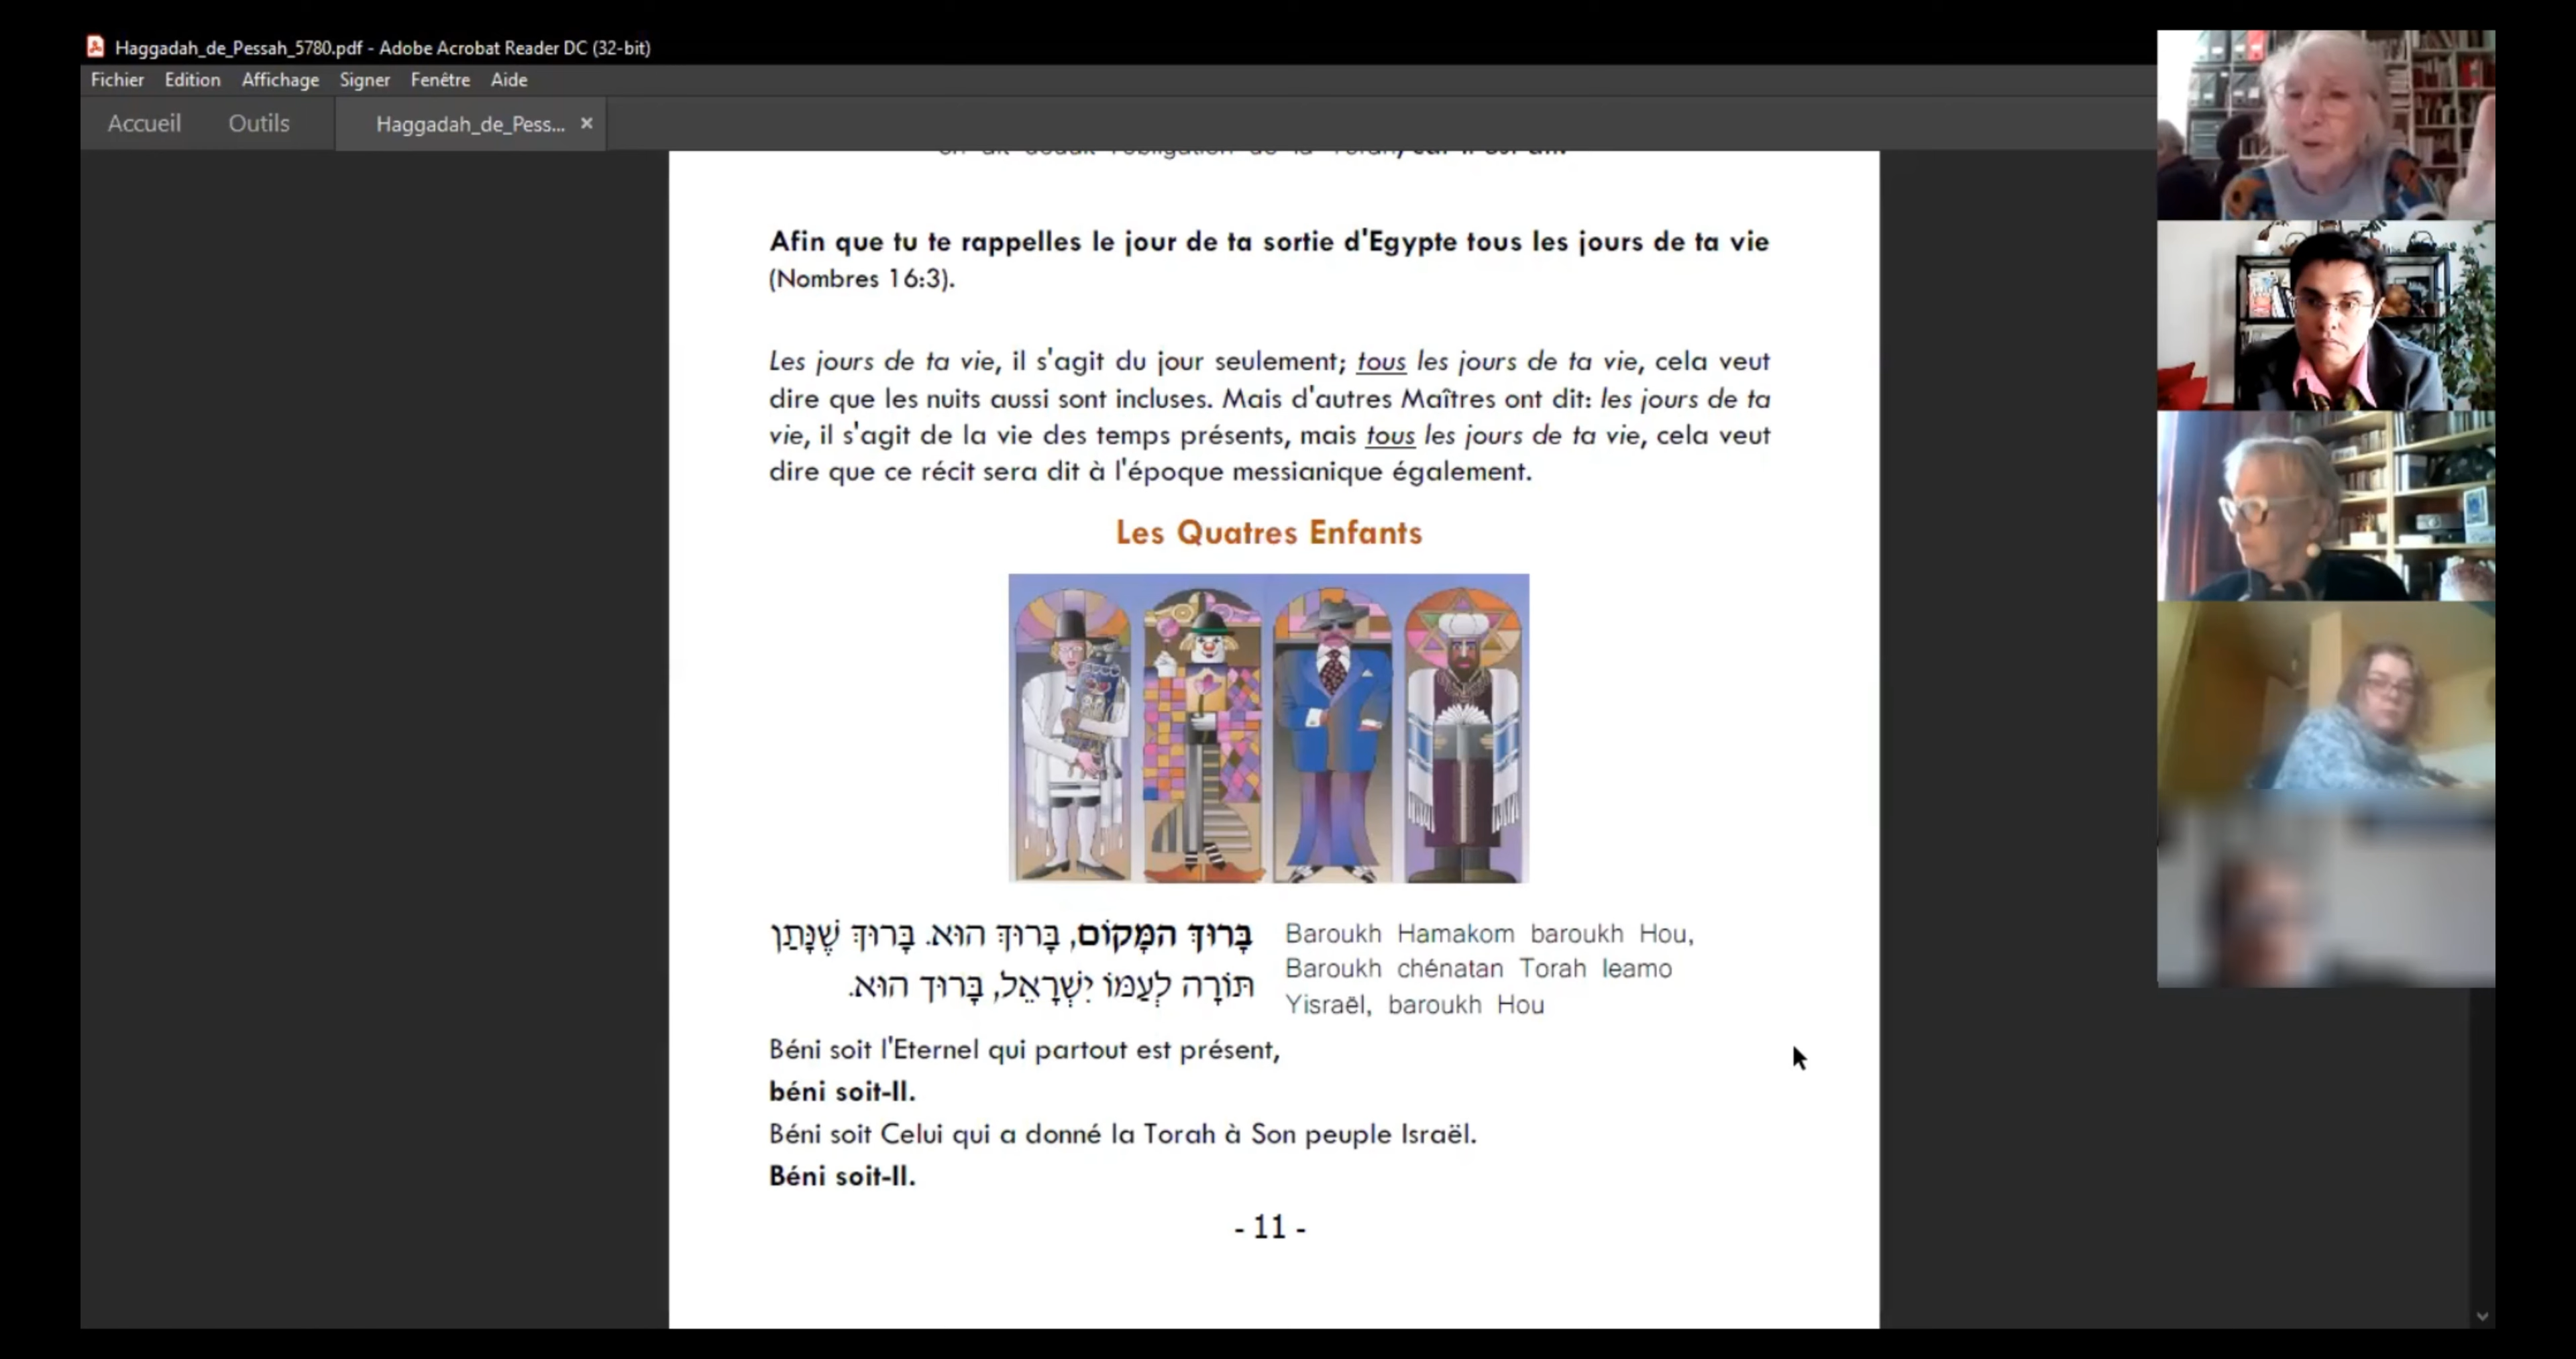 Haggadah_de_Pessah_5780.pdf - Adobe Acrobat Reader DC (32-bit)
Fichier Edition Affichage Signer Fenêtre Aide
Accueil Outils Haggadah_de_Pess... ×
Afin que tu te rappelles le jour de ta sortie d'Egypte tous les jours de ta vie
(Nombres 16:3).
Les jours de ta vie, il s'agit du jour seulement; tous les jours de ta vie, cela veut
dire que les nuits aussi sont incluses. Mais d'autres Maîtres ont dit: les jours de ta
vie, il s'agit de la vie des temps présents, mais tous les jours de ta vie, cela veut
dire que ce récit sera dit à l'époque messianique également.
Les Quatres Enfants
בָּרוּךְ הַמָּקוֹם, בָּרוּךְ הוּא. בָּרוּךְ שֶׁנָּתַן
תּוֹרָה לְעַמּוֹ יִשְׂרָאֵל, בָּרוּךְ הוּא.
Baroukh Hamakom baroukh Hou,
Baroukh chénatan Torah leamo
Yisraël, baroukh Hou
Béni soit l'Eternel qui partout est présent,
béni soit-Il.
Béni soit Celui qui a donné la Torah à Son peuple Israël.
Béni soit-Il.
- 11 -